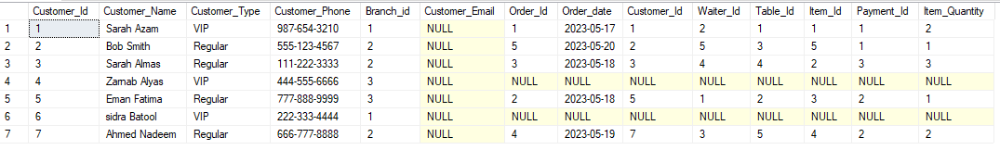 Customer_Id Customer_Name Customer_Type Customer_Phone Branch_id Customer_Email Order_Id Order_date Customer_Id Waiter_Id Table_Id Item_Id Payment_Id Item_Quantity
1 1 Sarah Azam VIP 987-654-3210 1 NULL 1 2023-05-17 1 2 1 1 1 2
2 2 Bob Smith Regular 555-123-4567 2 NULL 5 2023-05-20 2 5 3 5 1 1
3 3 Sarah Almas Regular 111-222-3333 2 NULL 3 2023-05-18 3 4 4 2 3 3
4 4 Zarnab Alyas VIP 444-555-6666 3 NULL NULL NULL NULL NULL NULL NULL NULL NULL
5 5 Eman Fatima Regular 777-888-9999 3 NULL 2 2023-05-18 5 1 2 3 2 1
6 6 sidra Batool VIP 222-333-4444 1 NULL NULL NULL NULL NULL NULL NULL NULL NULL
7 7 Ahmed Nadeem Regular 666-777-8888 2 NULL 4 2023-05-19 7 3 5 4 2 2